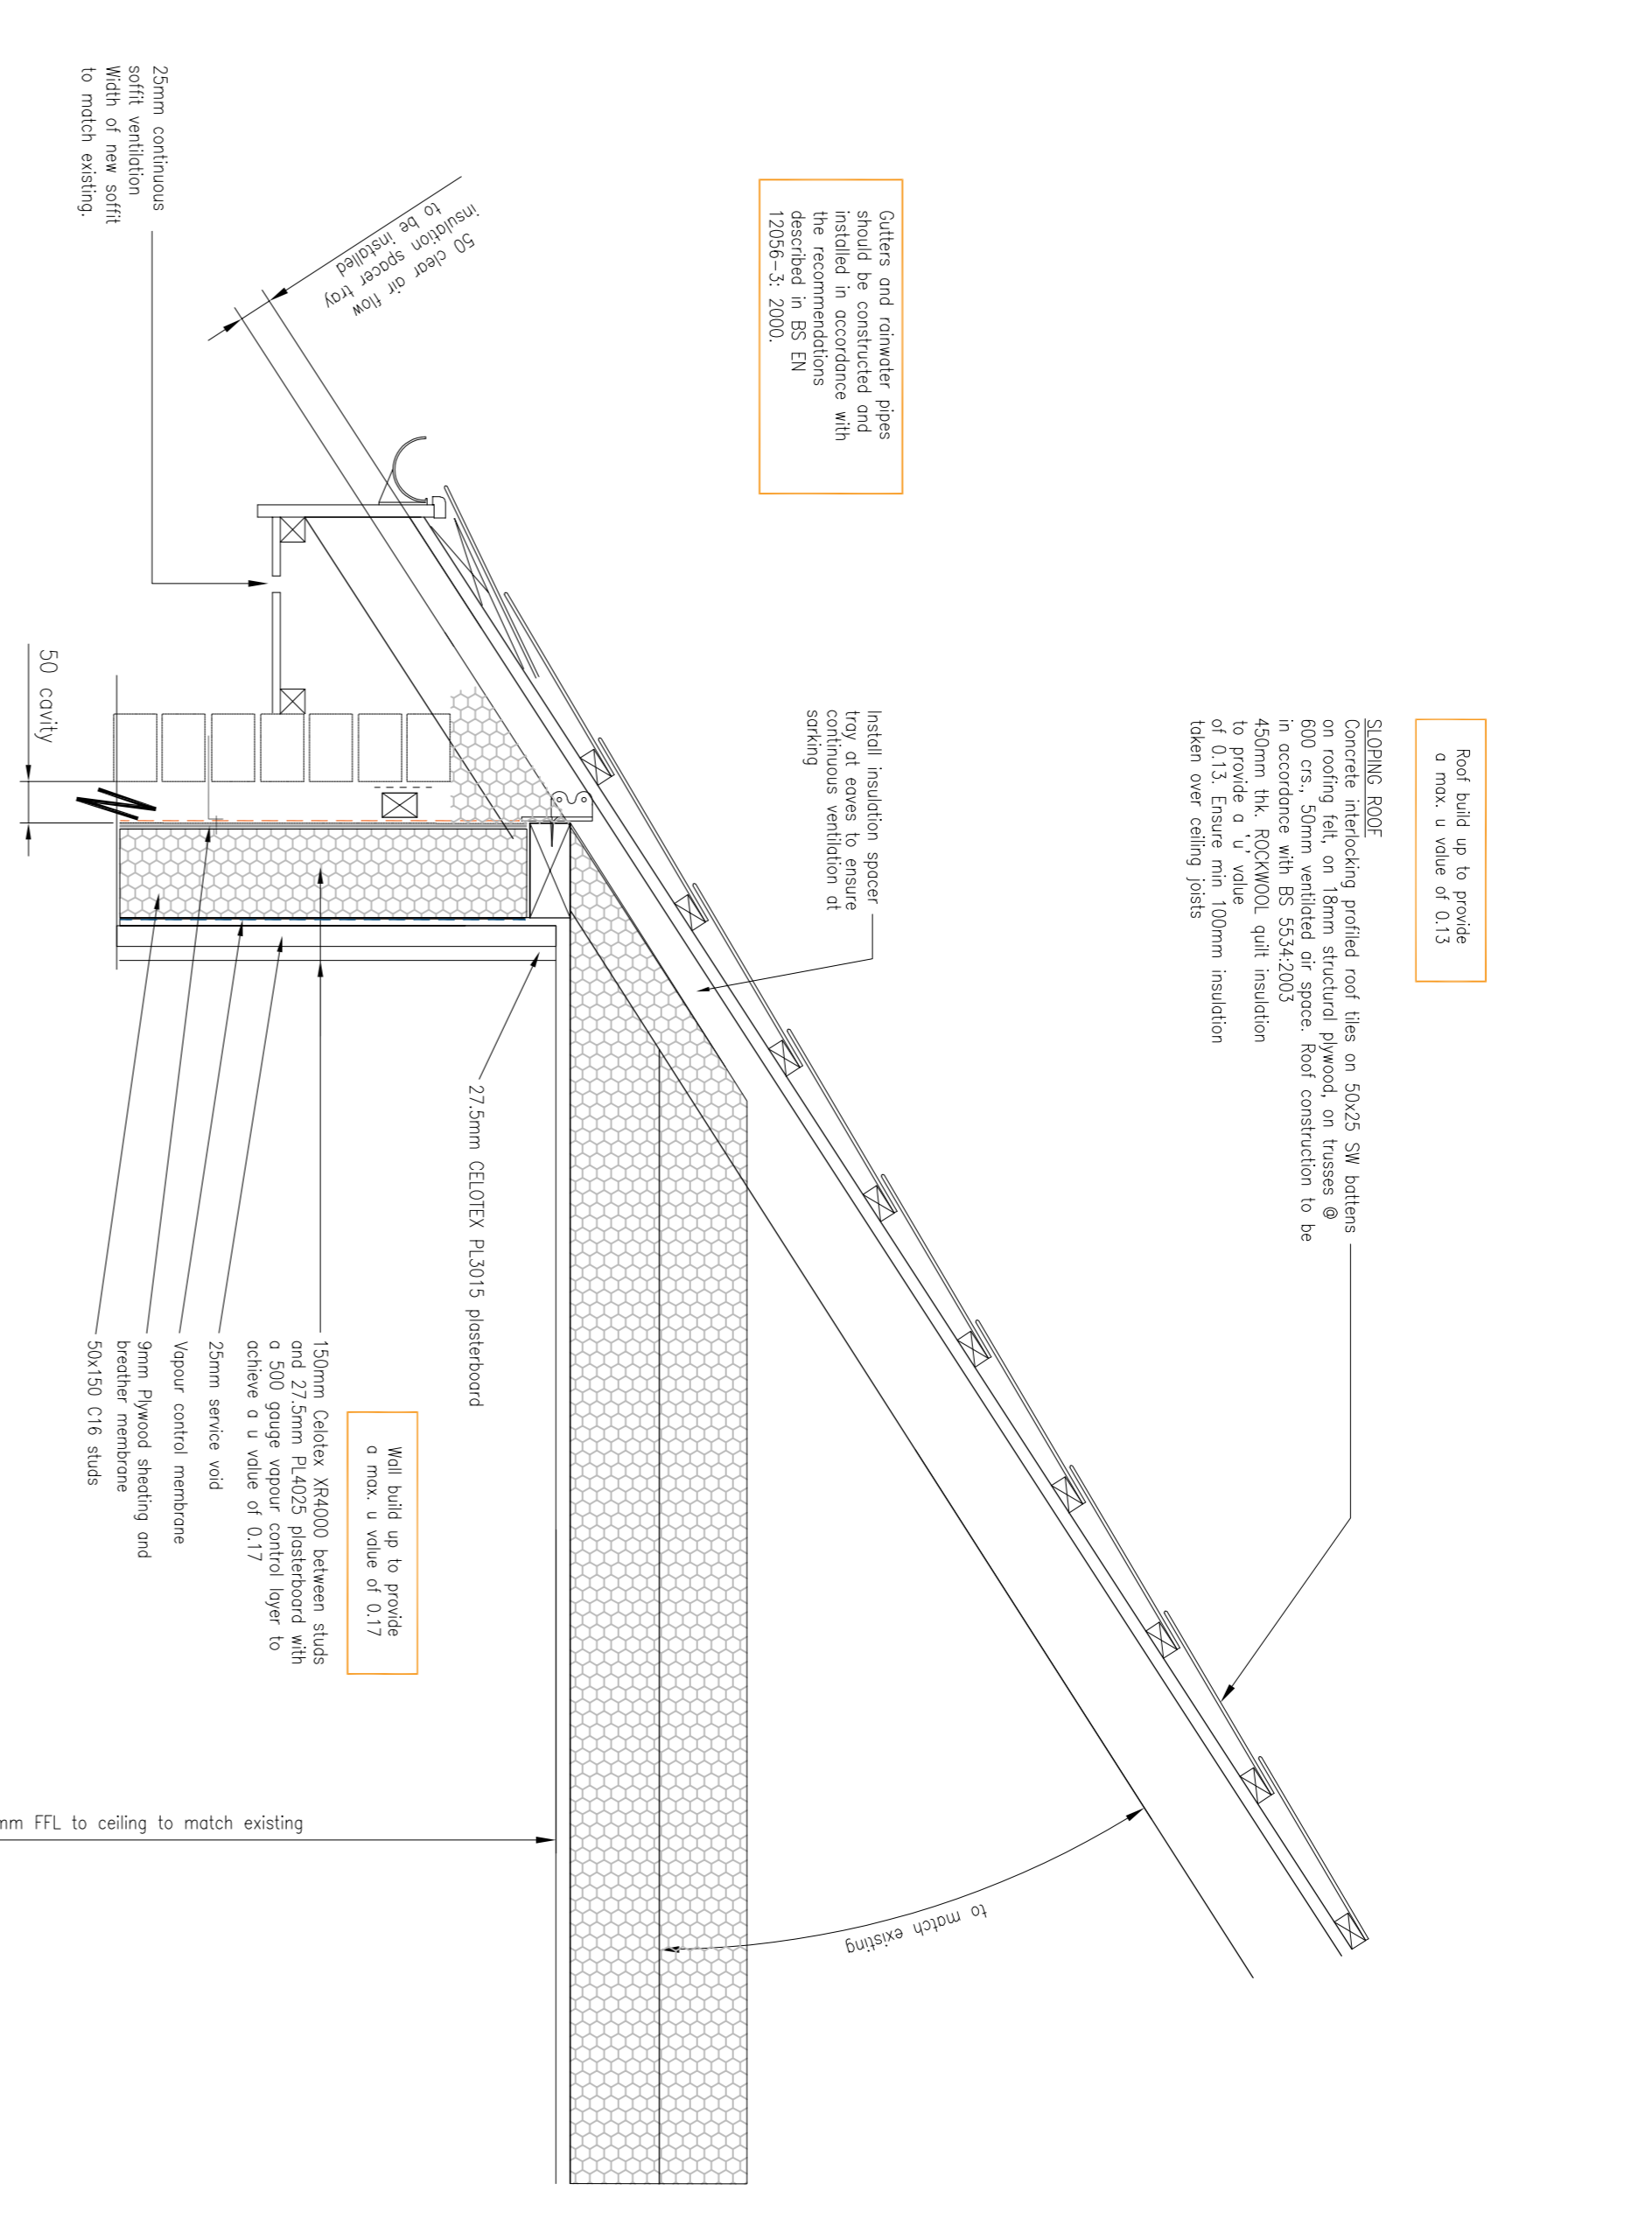 Roof build up to provide
a max. u value of 0.13
SLOPING ROOF
Concrete interlocking profiled roof tiles on 50x25 SW battens
on roofing felt, on 18mm structural plywood, on trusses @
600 crs., 50mm ventilated air space. Roof construction to be
in accordance with BS 5534:2003
450mm thk. ROCKWOOL quilt insulation
to provide a 'u' value
of 0.13. Ensure min 100mm insulation
taken over ceiling joists
Gutters and rainwater pipes
should be constructed and
installed in accordance with
the recommendations
described in BS EN
12056-3: 2000.
Install insulation spacer
tray at eaves to ensure
continuous ventilation at
sarking
50 clear air flow
insulation spacer tray
to be installed
to match existing
27.5mm CELOTEX PL3015 plasterboard
Wall build up to provide
a max. u value of 0.17
150mm Celotex XR4000 between studs
and 27.5mm PL4025 plasterboard with
a 500 gauge vapour control layer to
achieve a u value of 0.17
25mm service void
Vapour control membrane
9mm Plywood sheating and
breather membrane
50x150 C16 studs
25mm continuous
soffit ventilation
Width of new soffit
to match existing.
50 cavity
mm FFL to ceiling to match existing